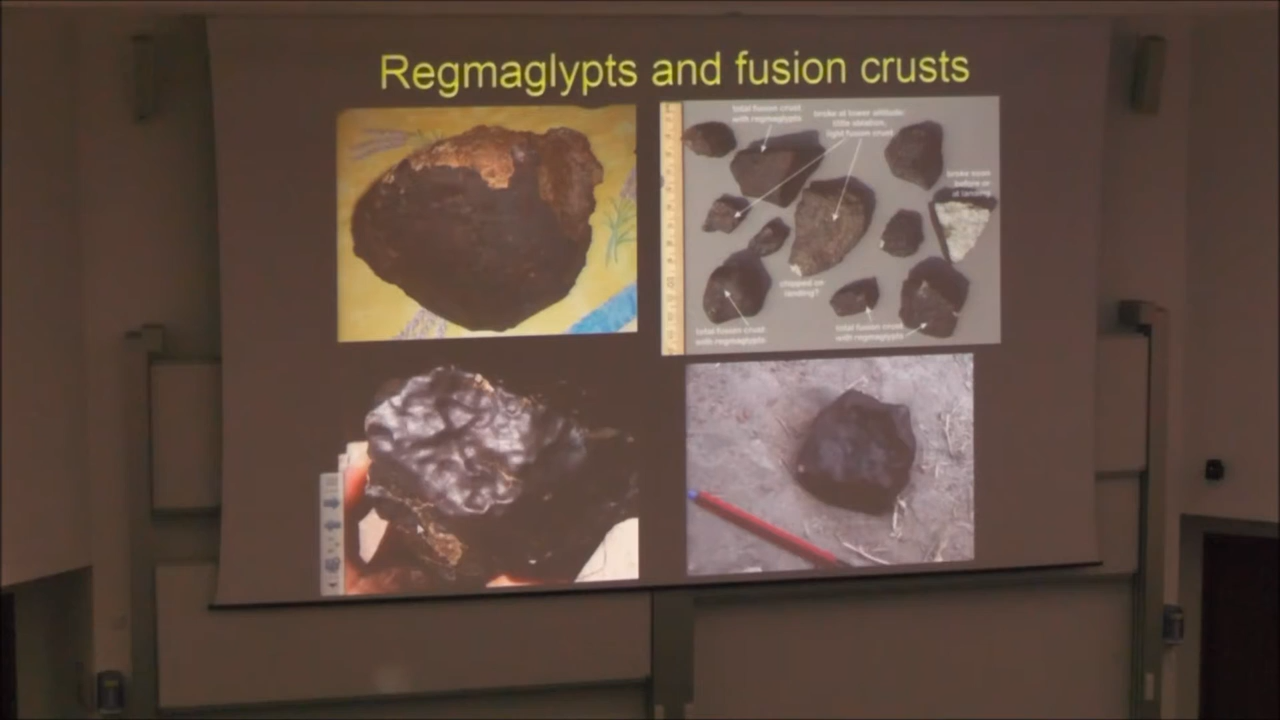 Regmaglypts and fusion crusts
total fusion crust
with regmaglypts
broke at lower altitude:
little ablation,
light fusion crust
broke soon
before or
at landing
chipped on
landing?
total fusion crust
with regmaglypts
total fusion crust
with regmaglypts